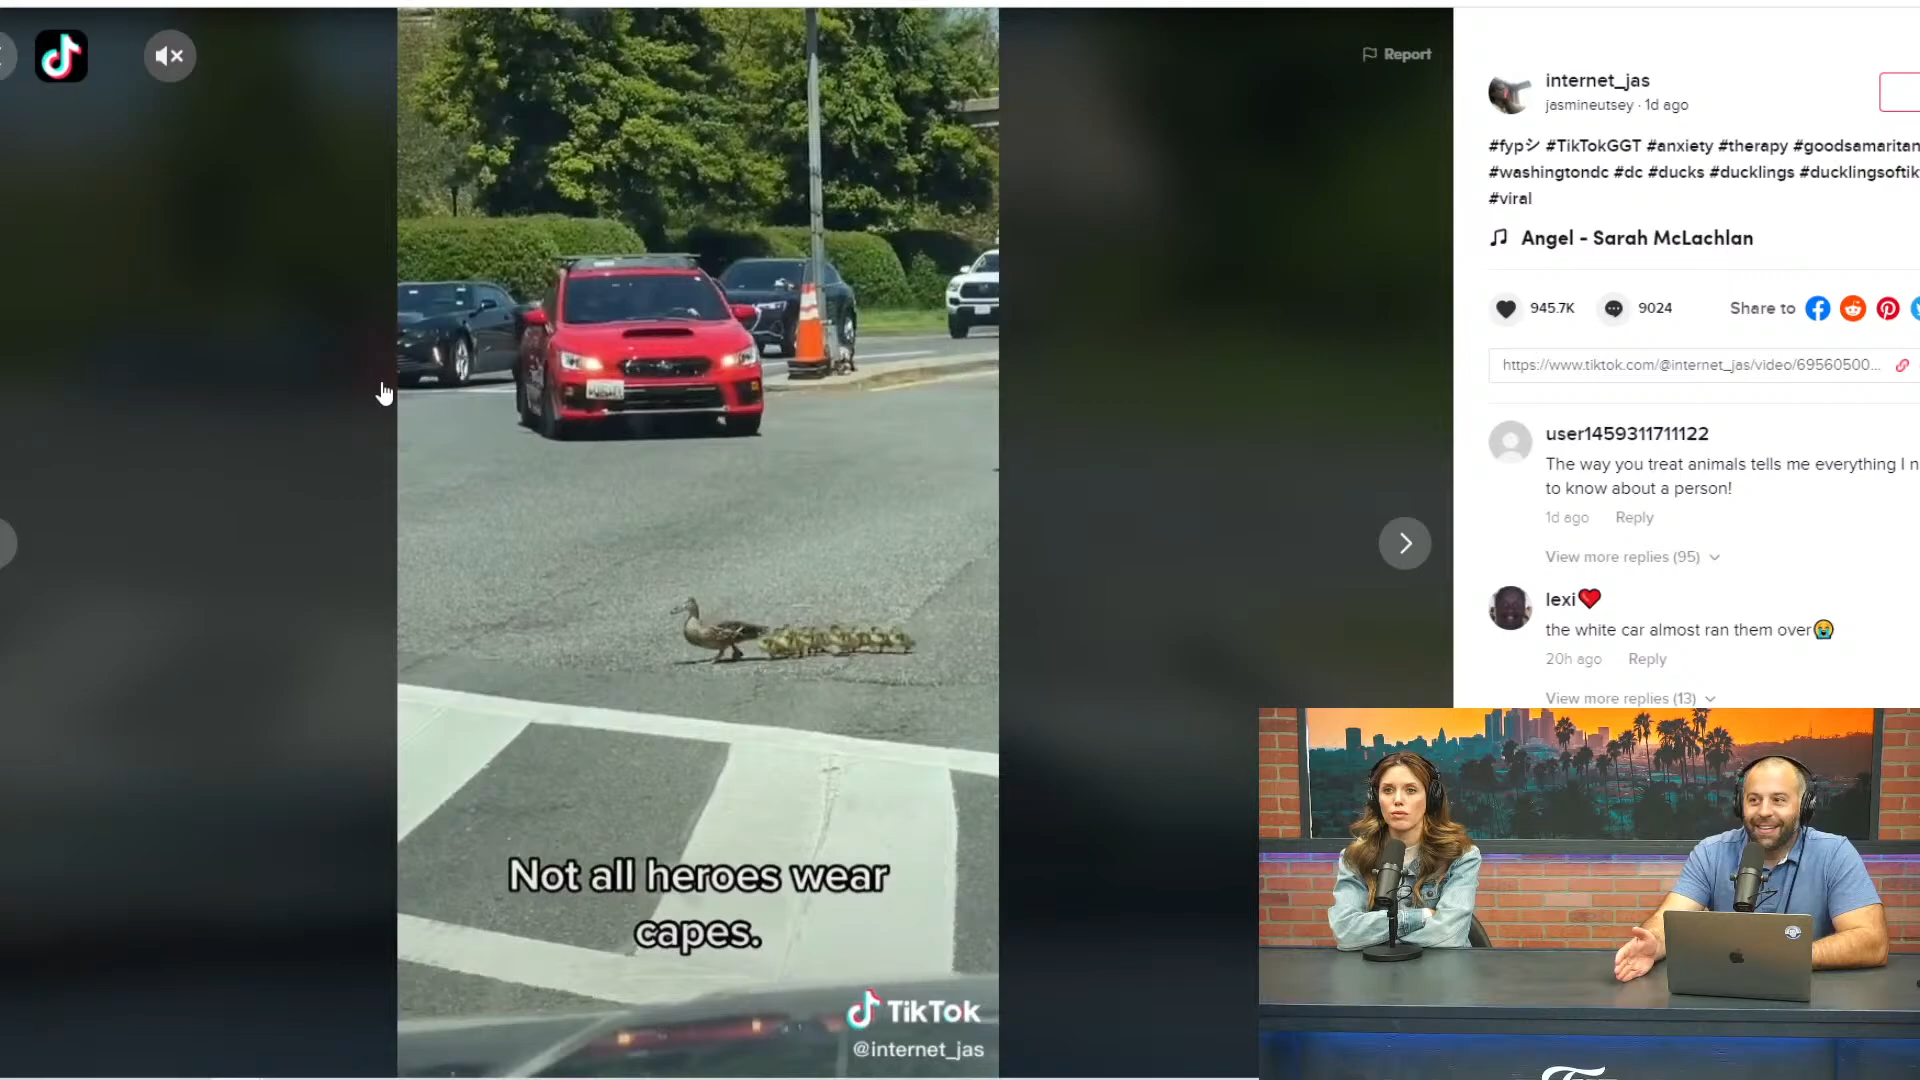 Report
internet_jas
jasmineutsey · 1d ago
#fypシ #TikTokGGT #anxiety #therapy #goodsamaritan
#washingtondc #dc #ducks #ducklings #ducklingsoftik
#viral
Angel - Sarah McLachlan
945.7K
9024
Share to
https://www.tiktok.com/@internet_jas/video/69560500...
user1459311711122
The way you treat animals tells me everything I n
to know about a person!
1d ago Reply
View more replies (95)
lexi❤️
the white car almost ran them over😭
20h ago Reply
View more replies (13)
Not all heroes wear
capes.
TikTok
@internet_jas